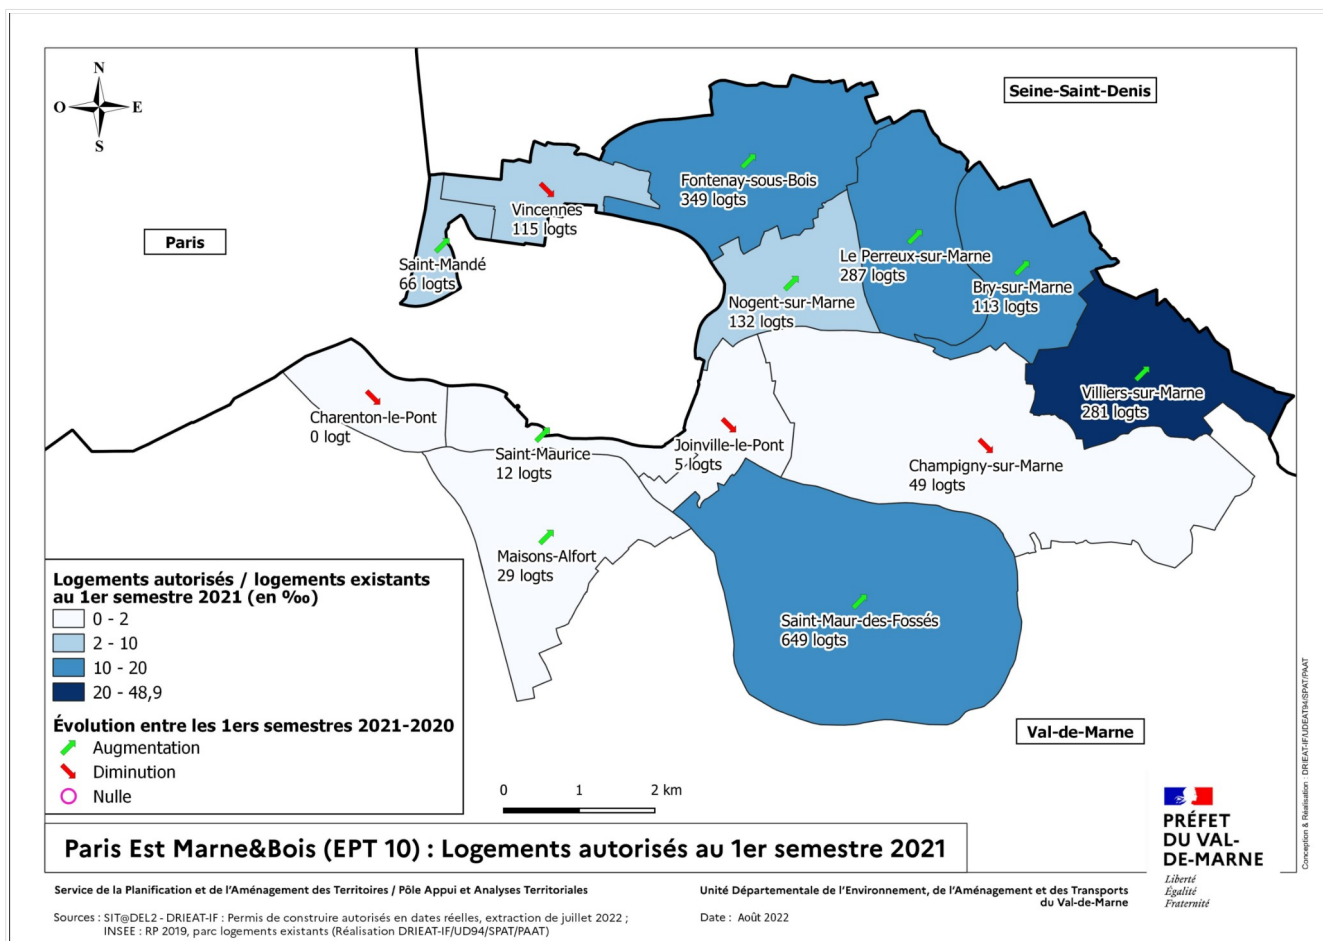 N
O
E
S
Seine-Saint-Denis
Paris
Fontenay-sous-Bois
349 logts
Vincennes
115 logts
Saint-Mandé
66 logts
Le Perreux-sur-Marne
287 logts
Bry-sur-Marne
113 logts
Nogent-sur-Marne
132 logts
Villiers-sur-Marne
281 logts
Charenton-le-Pont
0 logt
Saint-Maurice
12 logts
Joinville-le-Pont
5 logts
Champigny-sur-Marne
49 logts
Maisons-Alfort
29 logts
Saint-Maur-des-Fossés
649 logts
Val-de-Marne
Logements autorisés / logements existants
au 1er semestre 2021 (en ‰)
0 - 2
2 - 10
10 - 20
20 - 48,9
Évolution entre les 1ers semestres 2021-2020
Augmentation
Diminution
Nulle
0 1 2 km
Paris Est Marne&Bois (EPT 10) : Logements autorisés au 1er semestre 2021
PRÉFET
DU VAL-
DE-MARNE
Liberté
Égalité
Fraternité
Conception & Réalisation : DRIEAT-IF/UDEAT94/SPAT/PAAT
Service de la Planification et de l'Aménagement des Territoires / Pôle Appui et Analyses Territoriales
Unité Départementale de l'Environnement, de l'Aménagement et des Transports
du Val-de-Marne
Sources : SIT@DEL2 - DRIEAT-IF : Permis de construire autorisés en dates réelles, extraction de juillet 2022 ;
INSEE : RP 2019, parc logements existants (Réalisation DRIEAT-IF/UD94/SPAT/PAAT)
Date : Août 2022